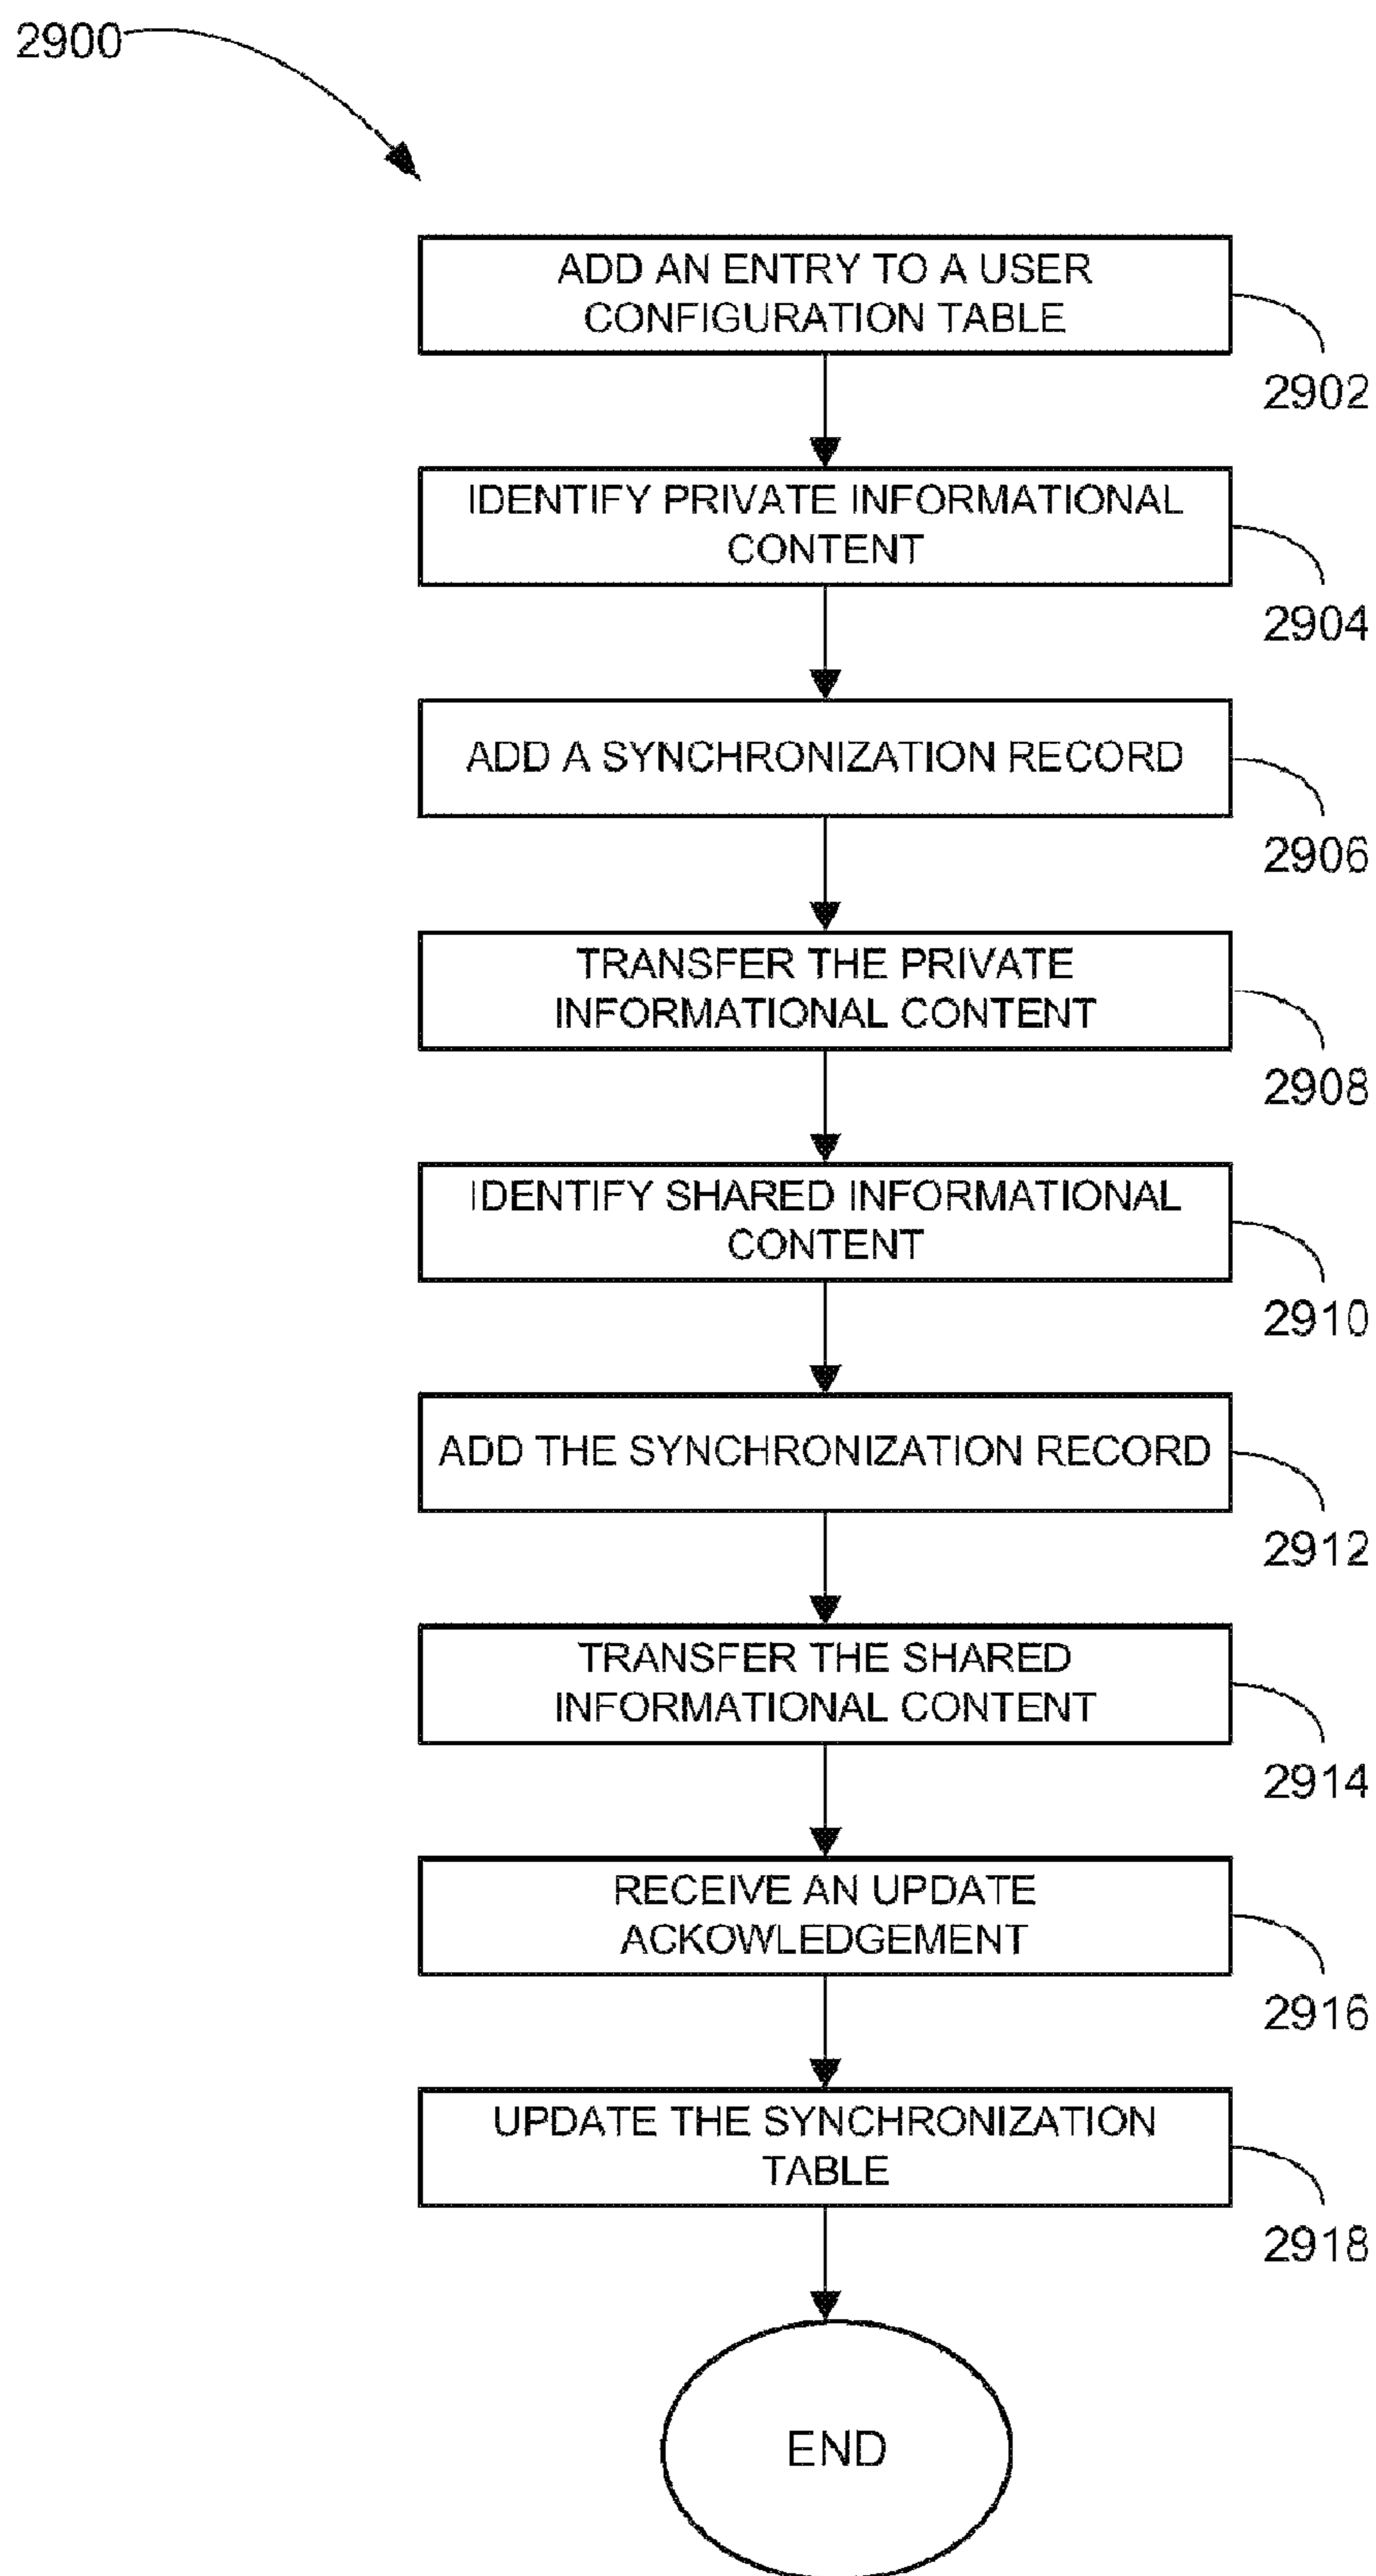 2900
ADD AN ENTRY TO A USER
CONFIGURATION TABLE
2902
IDENTIFY PRIVATE INFORMATIONAL
CONTENT
2904
ADD A SYNCHRONIZATION RECORD
2906
TRANSFER THE PRIVATE
INFORMATIONAL CONTENT
2908
IDENTIFY SHARED INFORMATIONAL
CONTENT
2910
ADD THE SYNCHRONIZATION RECORD
2912
TRANSFER THE SHARED
INFORMATIONAL CONTENT
2914
RECEIVE AN UPDATE
ACKOWLEDGEMENT
2916
UPDATE THE SYNCHRONIZATION
TABLE
2918
END